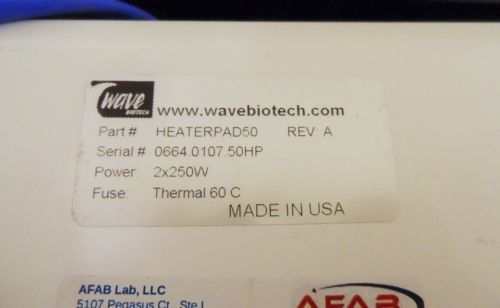 wave
BIOTECH
www.wavebiotech.com
Part # HEATERPAD50 REV: A
Serial # 0664.0107.50HP
Power: 2x250W
Fuse: Thermal 60 C
MADE IN USA
AFAB Lab, LLC
5107 Pegasus Ct., Ste L
AFAB